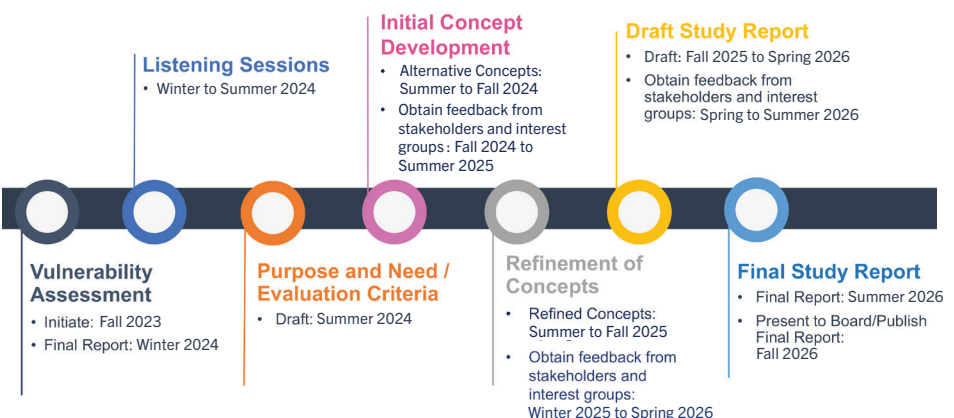 Vulnerability
Assessment
• Initiate: Fall 2023
• Final Report: Winter 2024
Listening Sessions
• Winter to Summer 2024
Purpose and Need /
Evaluation Criteria
• Draft: Summer 2024
Initial Concept
Development
• Alternative Concepts:
Summer to Fall 2024
• Obtain feedback from
stakeholders and interest
groups: Fall 2024 to
Summer 2025
Refinement of
Concepts
• Refined Concepts:
Summer to Fall 2025
• Obtain feedback from
stakeholders and
interest groups:
Winter 2025 to Spring 2026
Draft Study Report
• Draft: Fall 2025 to Spring 2026
• Obtain feedback from
stakeholders and interest
groups: Spring to Summer 2026
Final Study Report
• Final Report: Summer 2026
• Present to Board/Publish
Final Report:
Fall 2026